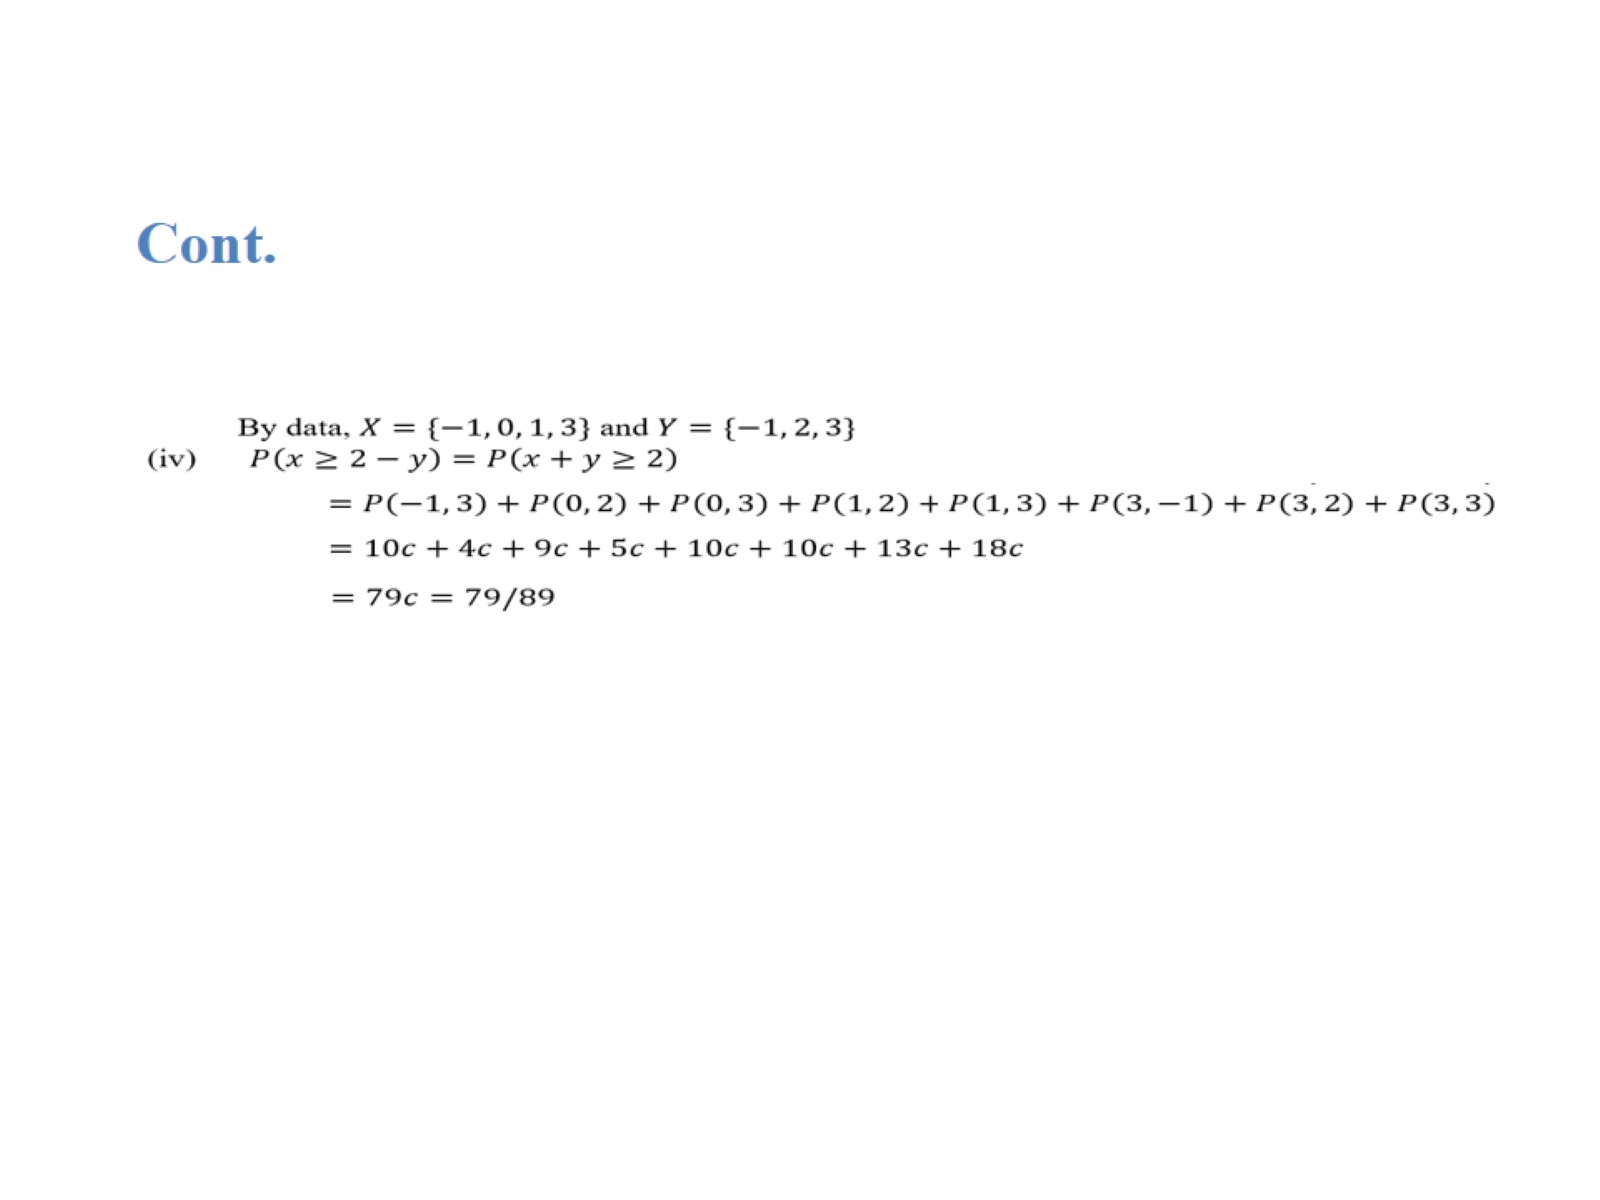 Cont.
By data, X = {−1, 0, 1, 3} and Y = {−1, 2, 3}
(iv) P(x ≥ 2 − y) = P(x + y ≥ 2)
= P(−1, 3) + P(0, 2) + P(0, 3) + P(1, 2) + P(1, 3) + P(3, −1) + P(3, 2) + P(3, 3)
= 10c + 4c + 9c + 5c + 10c + 10c + 13c + 18c
= 79c = 79/89